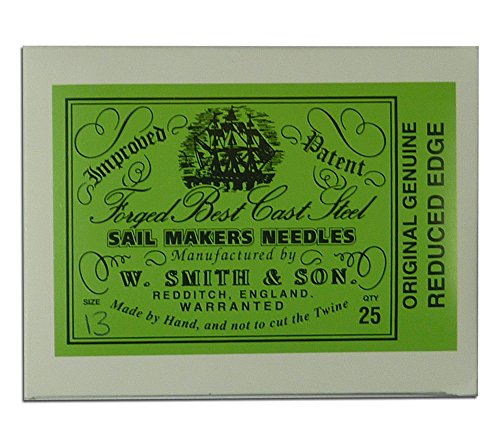 Improved Patent
Forged Best Cast Steel
SAIL MAKERS NEEDLES
Manufactured by
W. SMITH & SON.
REDDITCH, ENGLAND.
WARRANTED
Made by Hand, and not to cut the Twine
SIZE
13
QTY
25
ORIGINAL GENUINE
REDUCED EDGE